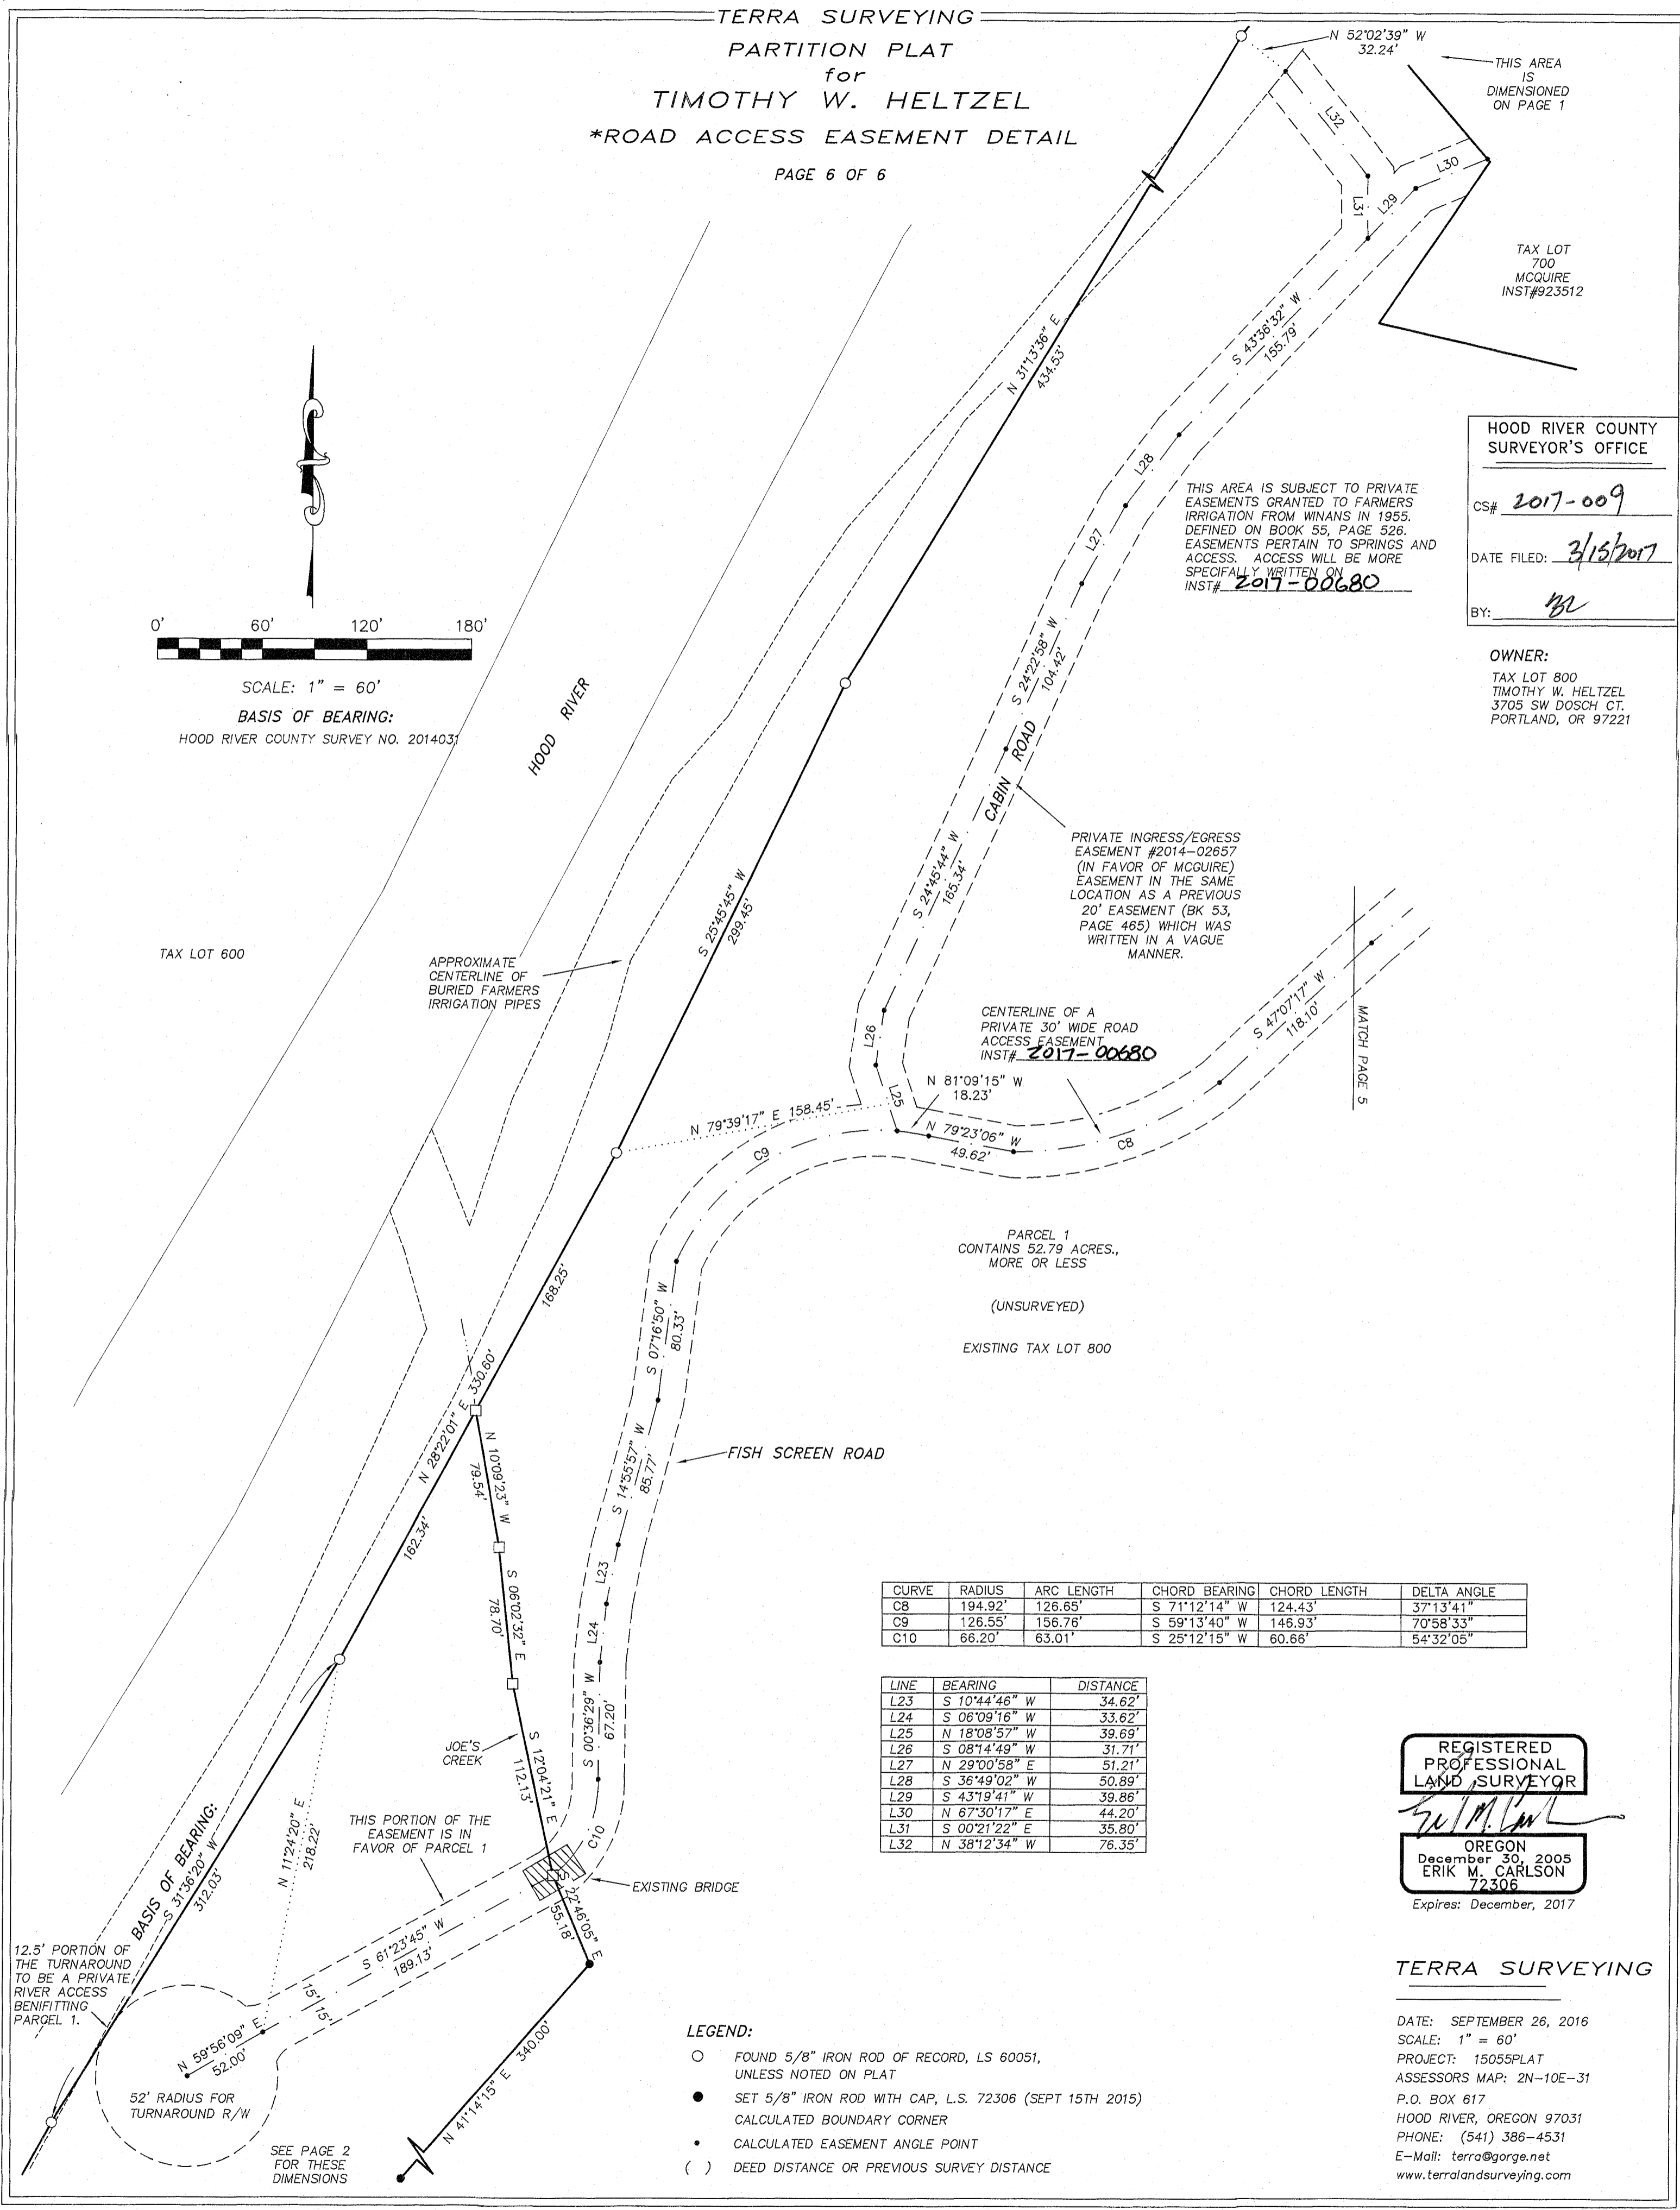 TERRA SURVEYING
PARTITION PLAT
for
TIMOTHY W. HELTZEL
*ROAD ACCESS EASEMENT DETAIL
PAGE 6 OF 6
N 52°02'39" W
32.24'
THIS AREA
IS
DIMENSIONED
ON PAGE 1
L32
L30
L31
L29
TAX LOT
700
MCQUIRE
INST#923512
N 31°13'36" E
434.53'
S 43°36'32" W
155.79'
HOOD RIVER COUNTY
SURVEYOR'S OFFICE
CS# 2017-009
DATE FILED: 3/15/2017
BY:
L28
THIS AREA IS SUBJECT TO PRIVATE
EASEMENTS GRANTED TO FARMERS
IRRIGATION FROM WINANS IN 1955.
DEFINED ON BOOK 55, PAGE 526.
EASEMENTS PERTAIN TO SPRINGS AND
ACCESS. ACCESS WILL BE MORE
SPECIFALLY WRITTEN ON
INST# 2017-00680
L27
0' 60' 120' 180'
SCALE: 1" = 60'
BASIS OF BEARING:
HOOD RIVER COUNTY SURVEY NO. 2014031
HOOD RIVER
OWNER:
TAX LOT 800
TIMOTHY W. HELTZEL
3705 SW DOSCH CT.
PORTLAND, OR 97221
S 24°22'58" W
104.42'
CABIN ROAD
PRIVATE INGRESS/EGRESS
EASEMENT #2014-02657
(IN FAVOR OF MCGUIRE)
EASEMENT IN THE SAME
LOCATION AS A PREVIOUS
20' EASEMENT (BK 53,
PAGE 465) WHICH WAS
WRITTEN IN A VAGUE
MANNER.
S 24°45'44" W
165.34'
S 25°45'45" W
299.45'
TAX LOT 600
APPROXIMATE
CENTERLINE OF
BURIED FARMERS
IRRIGATION PIPES
CENTERLINE OF A
PRIVATE 30' WIDE ROAD
ACCESS EASEMENT
INST# 2017-00680
S 47°07'17" W
118.10'
MATCH PAGE 5
L26
L25
N 81°09'15" W
18.23'
N 79°39'17" E 158.45'
N 79°23'06" W
49.62'
C8
C9
PARCEL 1
CONTAINS 52.79 ACRES.,
MORE OR LESS
(UNSURVEYED)
EXISTING TAX LOT 800
168.25'
S 07°16'50" W
80.33'
N 28°22'01" E 330.60'
162.34'
N 10°09'23" W
79.54'
S 14°55'57" W
85.77'
FISH SCREEN ROAD
S 06°02'32" E
78.70'
L23
L24
S 00°36'29" W
67.20'
CURVE RADIUS ARC LENGTH CHORD BEARING CHORD LENGTH DELTA ANGLE
C8 194.92' 126.65' S 71°12'14" W 124.43' 37°13'41"
C9 126.55' 156.76' S 59°13'40" W 146.93' 70°58'33"
C10 66.20' 63.01' S 25°12'15" W 60.66' 54°32'05"
LINE BEARING DISTANCE
L23 S 10°44'46" W 34.62'
L24 S 06°09'16" W 33.62'
L25 N 18°08'57" W 39.69'
L26 S 08°14'49" W 31.71'
L27 N 29°00'58" E 51.21'
L28 S 36°49'02" W 50.89'
L29 S 43°19'41" W 39.86'
L30 N 67°30'17" E 44.20'
L31 S 00°21'22" E 35.80'
L32 N 38°12'34" W 76.35'
JOE'S
CREEK
S 12°04'21" E
112.13'
C10
THIS PORTION OF THE
EASEMENT IS IN
FAVOR OF PARCEL 1
BASIS OF BEARING:
S 31°36'20" W
312.03'
N 11°24'20" E
218.22'
EXISTING BRIDGE
S 22°46'05" E
55.18'
S 61°23'45" W
189.13'
15' 15'
12.5' PORTION OF
THE TURNAROUND
TO BE A PRIVATE
RIVER ACCESS
BENIFITTING
PARCEL 1.
N 59°56'09" E
52.00'
52' RADIUS FOR
TURNAROUND R/W
SEE PAGE 2
FOR THESE
DIMENSIONS
N 41°14'15" E 340.00'
REGISTERED
PROFESSIONAL
LAND SURVEYOR
OREGON
December 30, 2005
ERIK M. CARLSON
72306
Expires: December, 2017
LEGEND:
FOUND 5/8" IRON ROD OF RECORD, LS 60051,
UNLESS NOTED ON PLAT
SET 5/8" IRON ROD WITH CAP, L.S. 72306 (SEPT 15TH 2015)
CALCULATED BOUNDARY CORNER
CALCULATED EASEMENT ANGLE POINT
( ) DEED DISTANCE OR PREVIOUS SURVEY DISTANCE
TERRA SURVEYING
DATE: SEPTEMBER 26, 2016
SCALE: 1" = 60'
PROJECT: 15055PLAT
ASSESSORS MAP: 2N-10E-31
P.O. BOX 617
HOOD RIVER, OREGON 97031
PHONE: (541) 386-4531
E-Mail: terra@gorge.net
www.terralandsurveying.com